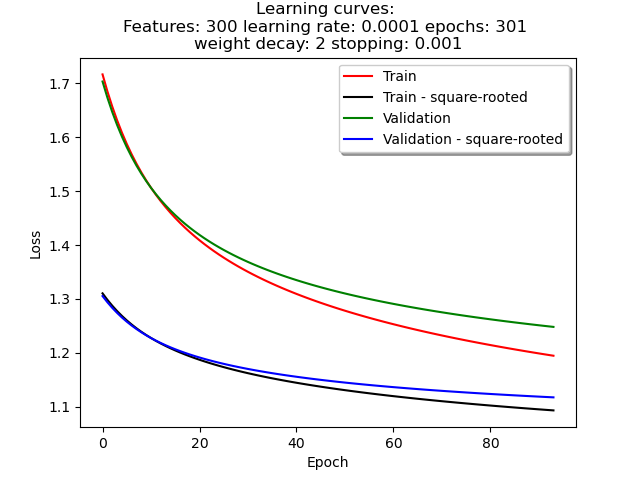 Learning curves:
Features: 300 learning rate: 0.0001 epochs: 301
weight decay: 2 stopping: 0.001
Train
Train - square-rooted
Validation
Validation - square-rooted
1.7
1.6
1.5
1.4
1.3
1.2
1.1
Loss
0
20
40
60
80
Epoch